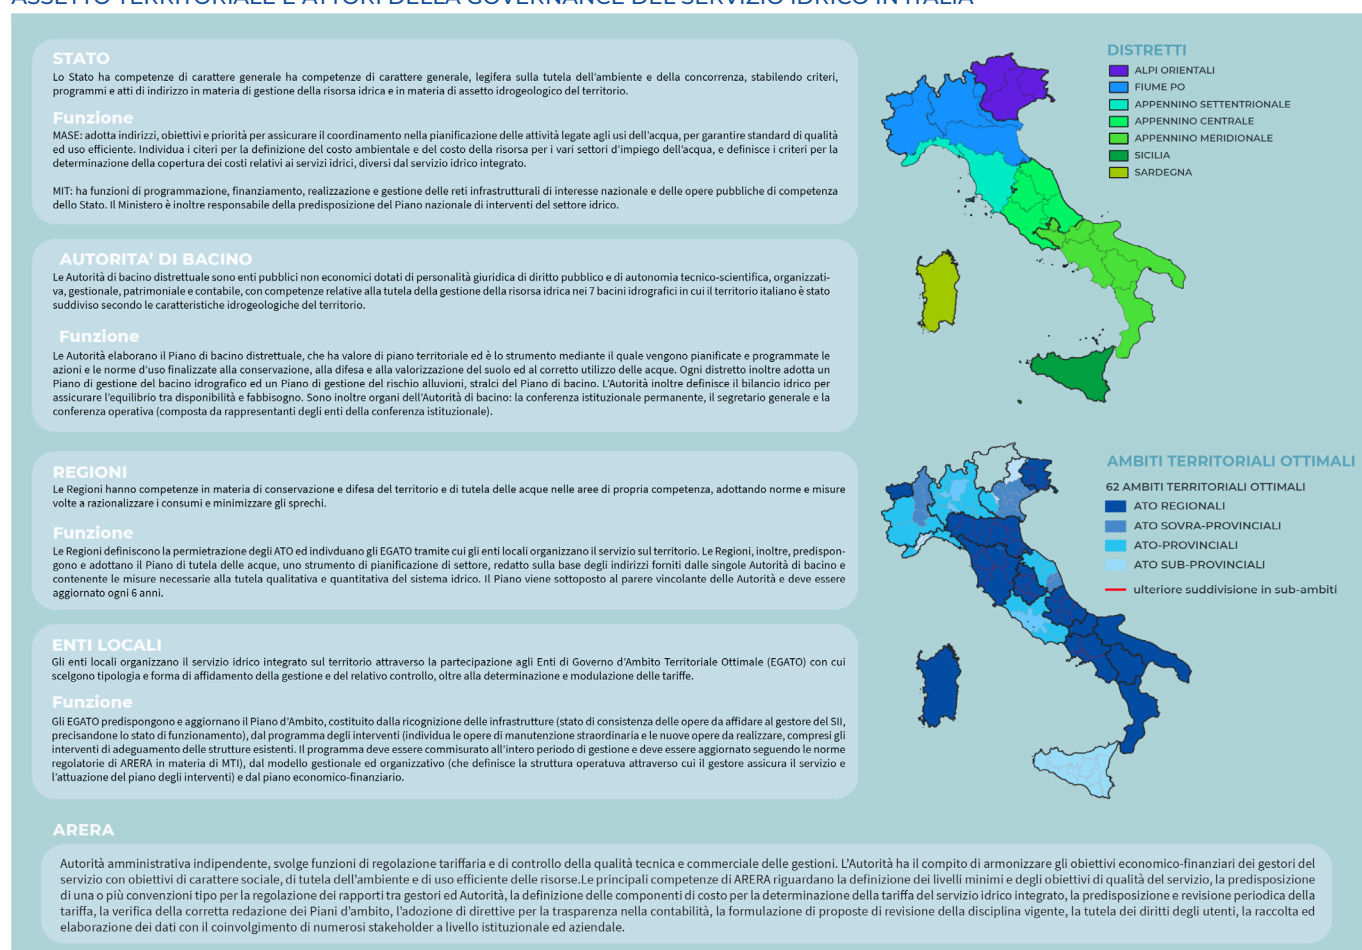 ASSETTO TERRITORIALE E ATTORI DELLA GOVERNANCE DEL SERVIZIO IDRICO IN ITALIA
STATO
Lo Stato ha competenze di carattere generale ha competenze di carattere generale, legifera sulla tutela dell'ambiente e della concorrenza, stabilendo criteri,
programmi e atti di indirizzo in materia di gestione della risorsa idrica e in materia di assetto idrogeologico del territorio.
Funzione
MASE: adotta indirizzi, obiettivi e priorità per assicurare il coordinamento nella pianificazione delle attività legate agli usi dell'acqua, per garantire standard di qualità
ed uso efficiente. Individua i citeri per la definizione del costo ambientale e del costo della risorsa per i vari settori d'impiego dell'acqua, e definisce i criteri per la
determinazione della copertura dei costi relativi ai servizi idrici, diversi dal servizio idrico integrato.
MIT: ha funzioni di programmazione, finanziamento, realizzazione e gestione delle reti infrastrutturali di interesse nazionale e delle opere pubbliche di competenza
dello Stato. Il Ministero è inoltre responsabile della predisposizione del Piano nazionale di interventi del settore idrico.
AUTORITA' DI BACINO
Le Autorità di bacino distrettuale sono enti pubblici non economici dotati di personalità giuridica di diritto pubblico e di autonomia tecnico-scientifica, organizzati-
va, gestionale, patrimoniale e contabile, con competenze relative alla tutela della gestione della risorsa idrica nei 7 bacini idrografici in cui il territorio italiano è stato
suddiviso secondo le caratteristiche idrogeologiche del territorio.
Funzione
Le Autorità elaborano il Piano di bacino distrettuale, che ha valore di piano territoriale ed è lo strumento mediante il quale vengono pianificate e programmate le
azioni e le norme d'uso finalizzate alla conservazione, alla difesa e alla valorizzazione del suolo ed al corretto utilizzo delle acque. Ogni distretto inoltre adotta un
Piano di gestione del bacino idrografico ed un Piano di gestione del rischio alluvioni, stralci del Piano di bacino. L'Autorità inoltre definisce il bilancio idrico per
assicurare l'equilibrio tra disponibilità e fabbisogno. Sono inoltre organi dell'Autorità di bacino: la conferenza istituzionale permanente, il segretario generale e la
conferenza operativa (composta da rappresentanti degli enti della conferenza istituzionale).
REGIONI
Le Regioni hanno competenze in materia di conservazione e difesa del territorio e di tutela delle acque nelle aree di propria competenza, adottando norme e misure
volte a razionalizzare i consumi e minimizzare gli sprechi.
Funzione
Le Regioni definiscono la permietrazione degli ATO ed indivduano gli EGATO tramite cui gli enti locali organizzano il servizio sul territorio. Le Regioni, inoltre, predispon-
gono e adottano il Piano di tutela delle acque, uno strumento di pianificazione di settore, redatto sulla base degli indirizzi forniti dalle singole Autorità di bacino e
contenente le misure necessarie alla tutela qualitativa e quantitativa del sistema idrico. Il Piano viene sottoposto al parere vincolante delle Autorità e deve essere
aggiornato ogni 6 anni.
ENTI LOCALI
Gli enti locali organizzano il servizio idrico integrato sul territorio attraverso la partecipazione agli Enti di Governo d'Ambito Territoriale Ottimale (EGATO) con cui
scelgono tipologia e forma di affidamento della gestione e del relativo controllo, oltre alla determinazione e modulazione delle tariffe.
Funzione
Gli EGATO predispongono e aggiornano il Piano d'Ambito, costituito dalla ricognizione delle infrastrutture (stato di consistenza delle opere da affidare al gestore del SII,
precisandone lo stato di funzionamento), dal programma degli interventi (individua le opere di manutenzione straordinaria e le nuove opere da realizzare, compresi gli
interventi di adeguamento delle strutture esistenti. Il programma deve essere commisurato all'intero periodo di gestione e deve essere aggiornato seguendo le norme
regolatorie di ARERA in materia di MTI), dal modello gestionale ed organizzativo (che definisce la struttura operatuva attraverso cui il gestore assicura il servizio e
l'attuazione del piano degli interventi) e dal piano economico-finanziario.
DISTRETTI
ALPI ORIENTALI
FIUME PO
APPENNINO SETTENTRIONALE
APPENNINO CENTRALE
APPENNINO MERIDIONALE
SICILIA
SARDEGNA
AMBITI TERRITORIALI OTTIMALI
62 AMBITI TERRITORIALI OTTIMALI
ATO REGIONALI
ATO SOVRA-PROVINCIALI
ATO-PROVINCIALI
ATO SUB-PROVINCIALI
ulteriore suddivisione in sub-ambiti
ARERA
Autorità amministrativa indipendente, svolge funzioni di regolazione tariffaria e di controllo della qualità tecnica e commerciale delle gestioni. L'Autorità ha il compito di armonizzare gli obiettivi economico-finanziari dei gestori del
servizio con obiettivi di carattere sociale, di tutela dell'ambiente e di uso efficiente delle risorse.Le principali competenze di ARERA riguardano la definizione dei livelli minimi e degli obiettivi di qualità del servizio, la predisposizione
di una o più convenzioni tipo per la regolazione dei rapporti tra gestori ed Autorità, la definizione delle componenti di costo per la determinazione della tariffa del servizio idrico integrato, la predisposizione e revisione periodica della
tariffa, la verifica della corretta redazione dei Piani d'ambito, l'adozione di direttive per la trasparenza nella contabilità, la formulazione di proposte di revisione della disciplina vigente, la tutela dei diritti degli utenti, la raccolta ed
elaborazione dei dati con il coinvolgimento di numerosi stakeholder a livello istituzionale ed aziendale.